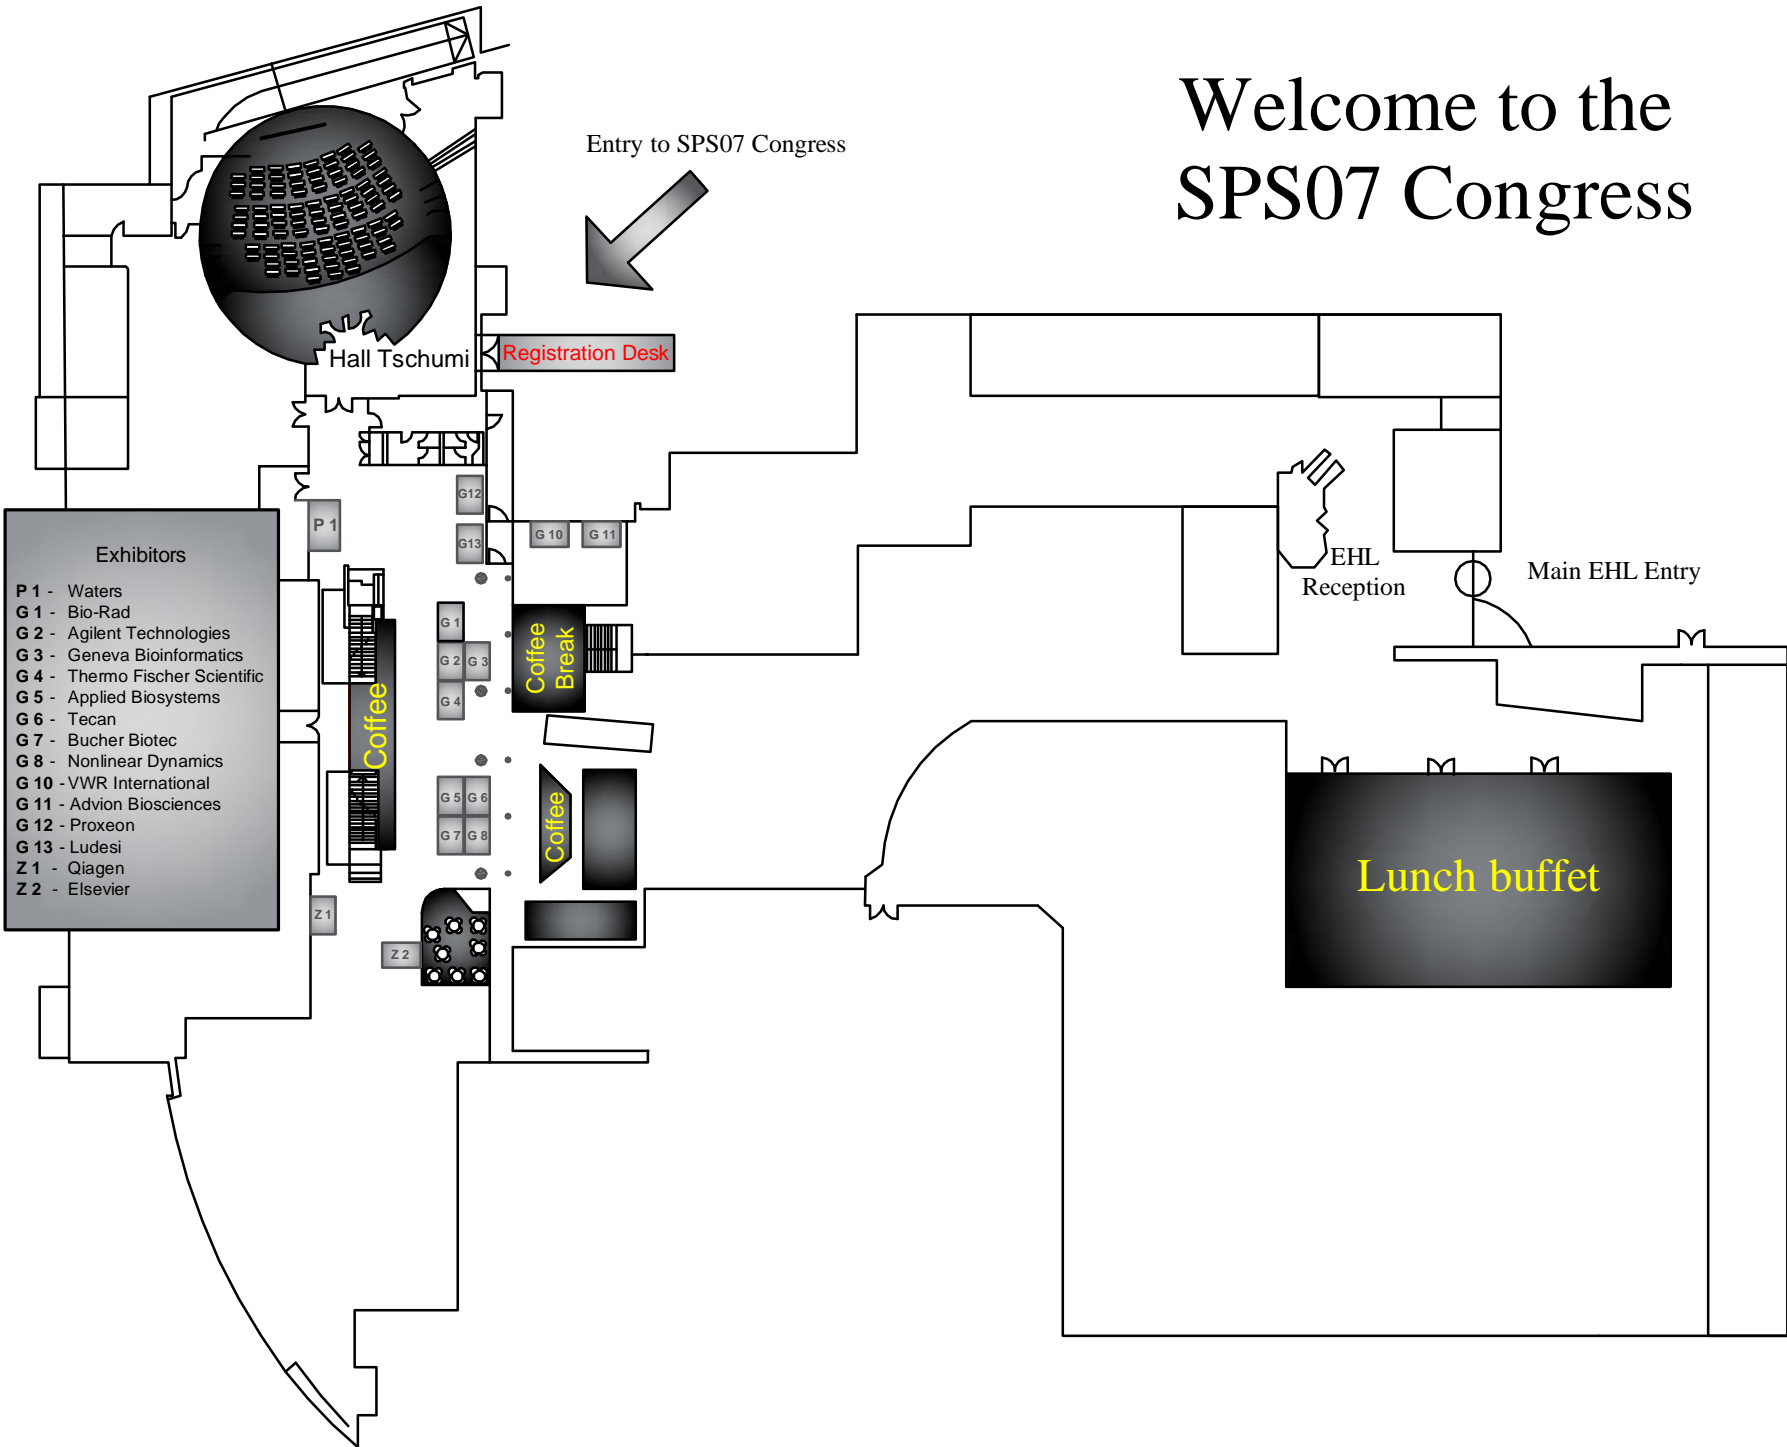 Welcome to the
SPS07 Congress
Entry to SPS07 Congress
Hall Tschumi
Registration Desk
G12
G13
P 1
G 10
G 11
EHL
Reception
Main EHL Entry
Exhibitors
P 1 - Waters
G 1 - Bio-Rad
G 2 - Agilent Technologies
G 3 - Geneva Bioinformatics
G 4 - Thermo Fischer Scientific
G 5 - Applied Biosystems
G 6 - Tecan
G 7 - Bucher Biotec
G 8 - Nonlinear Dynamics
G 10 - VWR International
G 11 - Advion Biosciences
G 12 - Proxeon
G 13 - Ludesi
Z 1 - Qiagen
Z 2 - Elsevier
G 1
G 2
G 3
G 4
Coffee
Break
Coffee
G 5
G 6
G 7
G 8
Coffee
Lunch buffet
Z 1
Z 2